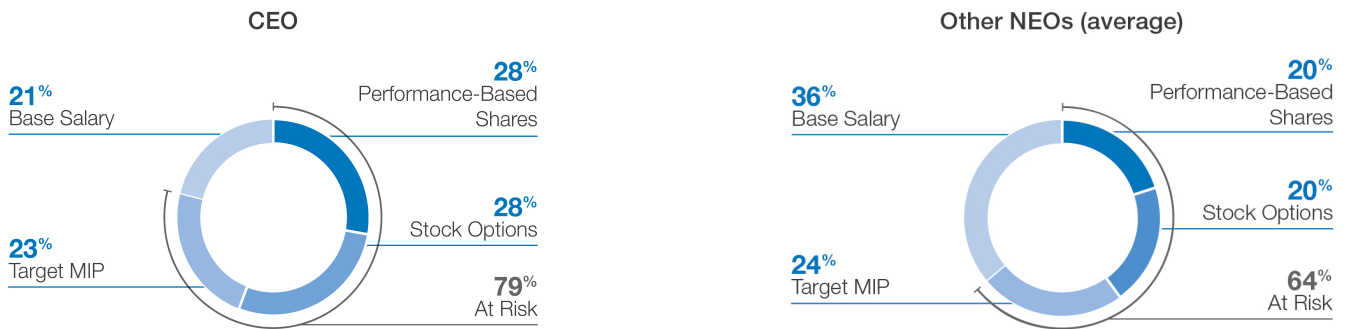 CEO
21%
Base Salary
28%
Performance-Based
Shares
28%
Stock Options
23%
Target MIP
79%
At Risk
Other NEOs (average)
36%
Base Salary
20%
Performance-Based
Shares
20%
Stock Options
24%
Target MIP
64%
At Risk